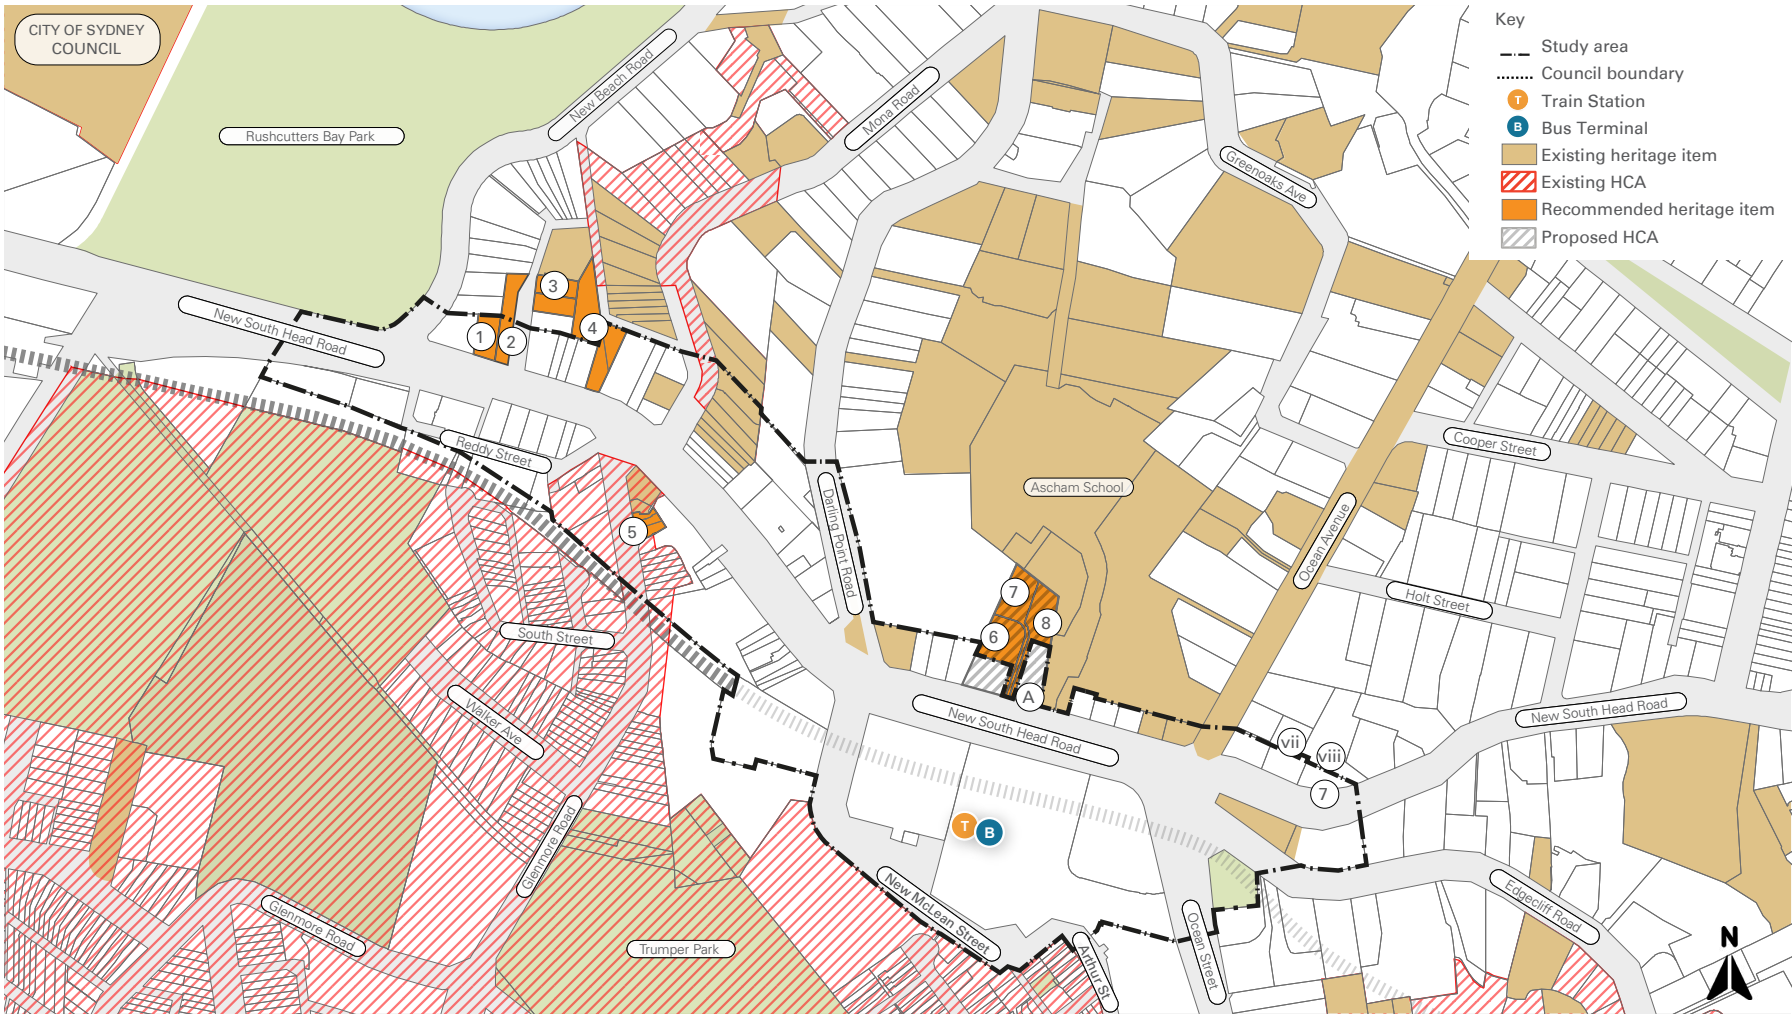 CITY OF SYDNEY
COUNCIL
Key
Study area
Council boundary
T Train Station
B Bus Terminal
Existing heritage item
Existing HCA
Recommended heritage item
Proposed HCA
Rushcutters Bay Park
New Beach Road
Mona Road
Greenoaks Ave
New South Head
Road
1
2
3
4
Reddy Street
5
Darling Point Road
Ascham School
Cooper Street
Ocean Avenue
Holt Street
7
8
6
A
South Street
Walker Ave
New South Head Road
New South Head Road
vii
viii
7
T
B
Glenmore Road
Glenmore Road
New McLean Street
Trumper Park
Arthur St
Ocean Street
Edgecliff Road
N